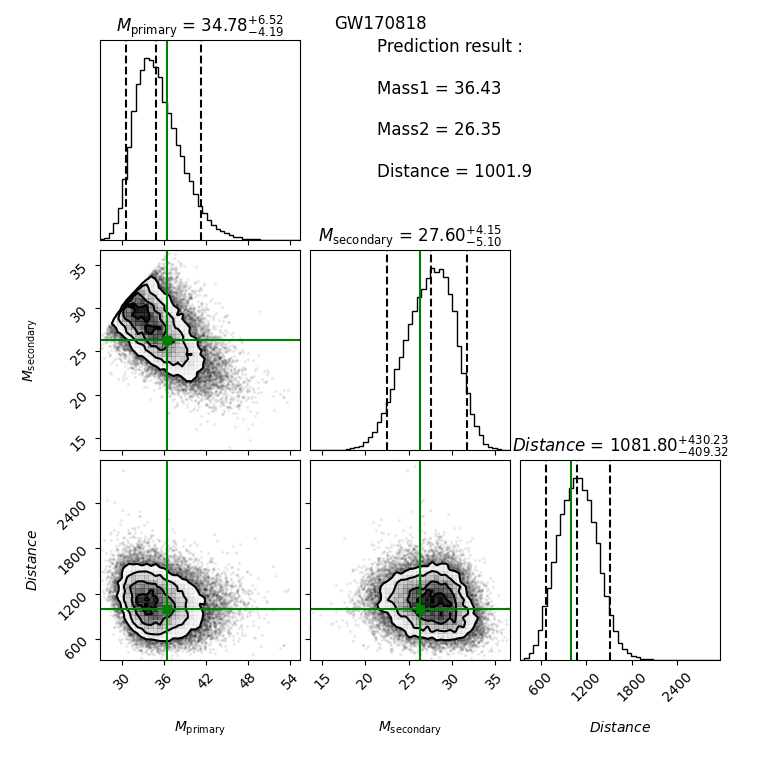 M_primary = 34.78^{+6.52}_{-4.19}
GW170818
Prediction result :
Mass1 = 36.43
Mass2 = 26.35
Distance = 1001.9
M_secondary = 27.60^{+4.15}_{-5.10}
35
30
25
20
15
M_secondary
Distance = 1081.80^{+430.23}_{-409.32}
2400
1800
1200
600
Distance
30 36 42 48 54
15 20 25 30 35
600 1200 1800 2400
M_primary
M_secondary
Distance